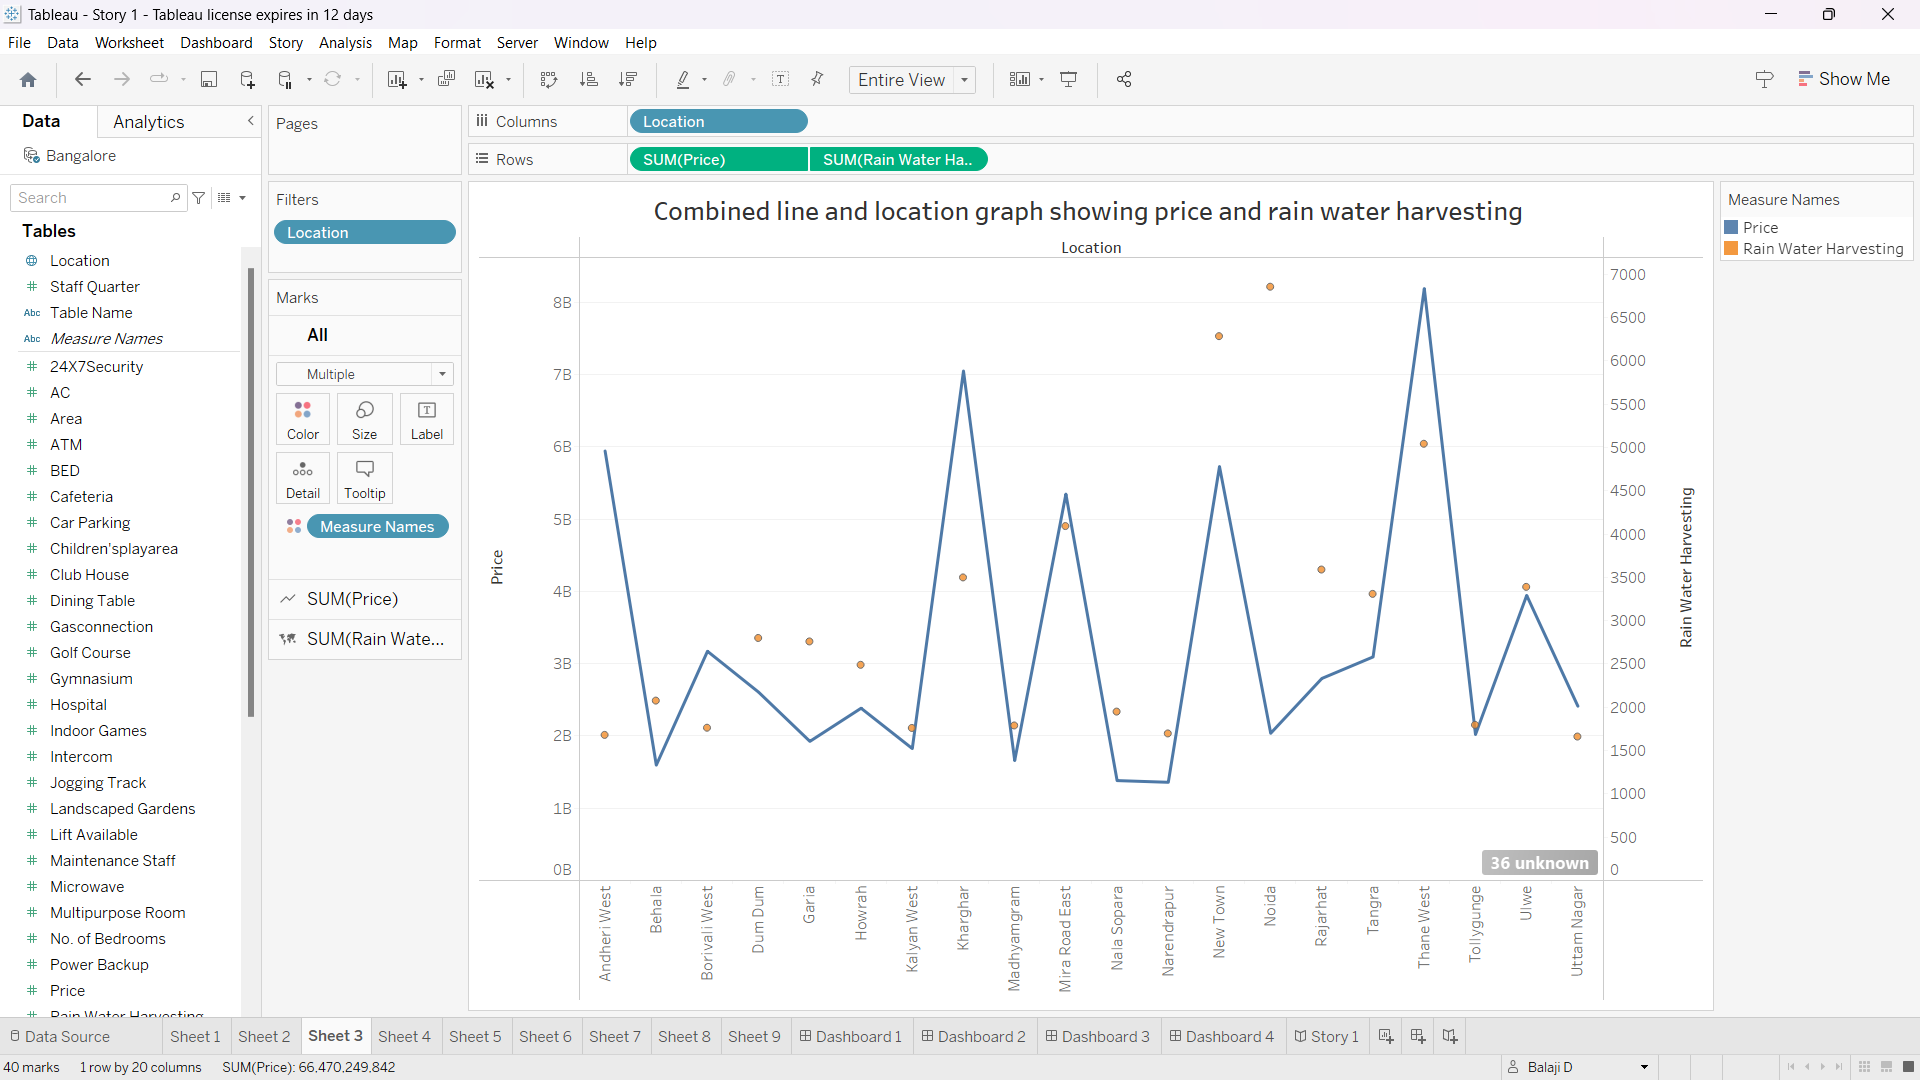 Tableau - Story 1 - Tableau license expires in 12 days
File Data Worksheet Dashboard Story Analysis Map Format Server Window Help
Entire View
Show Me
Data
Analytics
Bangalore
Search
Tables
Location
Staff Quarter
Abc Table Name
Abc Measure Names
24X7Security
AC
Area
ATM
BED
Cafeteria
Car Parking
Children'splayarea
Club House
Dining Table
Gasconnection
Golf Course
Gymnasium
Hospital
Indoor Games
Intercom
Jogging Track
Landscaped Gardens
Lift Available
Maintenance Staff
Microwave
Multipurpose Room
No. of Bedrooms
Power Backup
Price
Rain Water Harvesting
Pages
Filters
Location
Marks
All
Multiple
Color
Size
Label
Detail
Tooltip
Measure Names
SUM(Price)
SUM(Rain Wate...
Columns
Location
Rows
SUM(Price)
SUM(Rain Water Ha..
Combined line and location graph showing price and rain water harvesting
Location
Price
8B
7B
6B
5B
4B
3B
2B
1B
0B
7000
6500
6000
5500
5000
4500
4000
3500
3000
2500
2000
1500
1000
500
0
Rain Water Harvesting
36 unknown
Andheri West
Behala
Borivali West
Dum Dum
Garia
Howrah
Kalyan West
Kharghar
Madhyamgram
Mira Road East
Nala Sopara
Narendrapur
New Town
Noida
Rajarhat
Tangra
Thane West
Tollygunge
Ulwe
Uttam Nagar
Measure Names
Price
Rain Water Harvesting
Data Source
Sheet 1
Sheet 2
Sheet 3
Sheet 4
Sheet 5
Sheet 6
Sheet 7
Sheet 8
Sheet 9
Dashboard 1
Dashboard 2
Dashboard 3
Dashboard 4
Story 1
40 marks
1 row by 20 columns
SUM(Price): 66,470,249,842
Balaji D